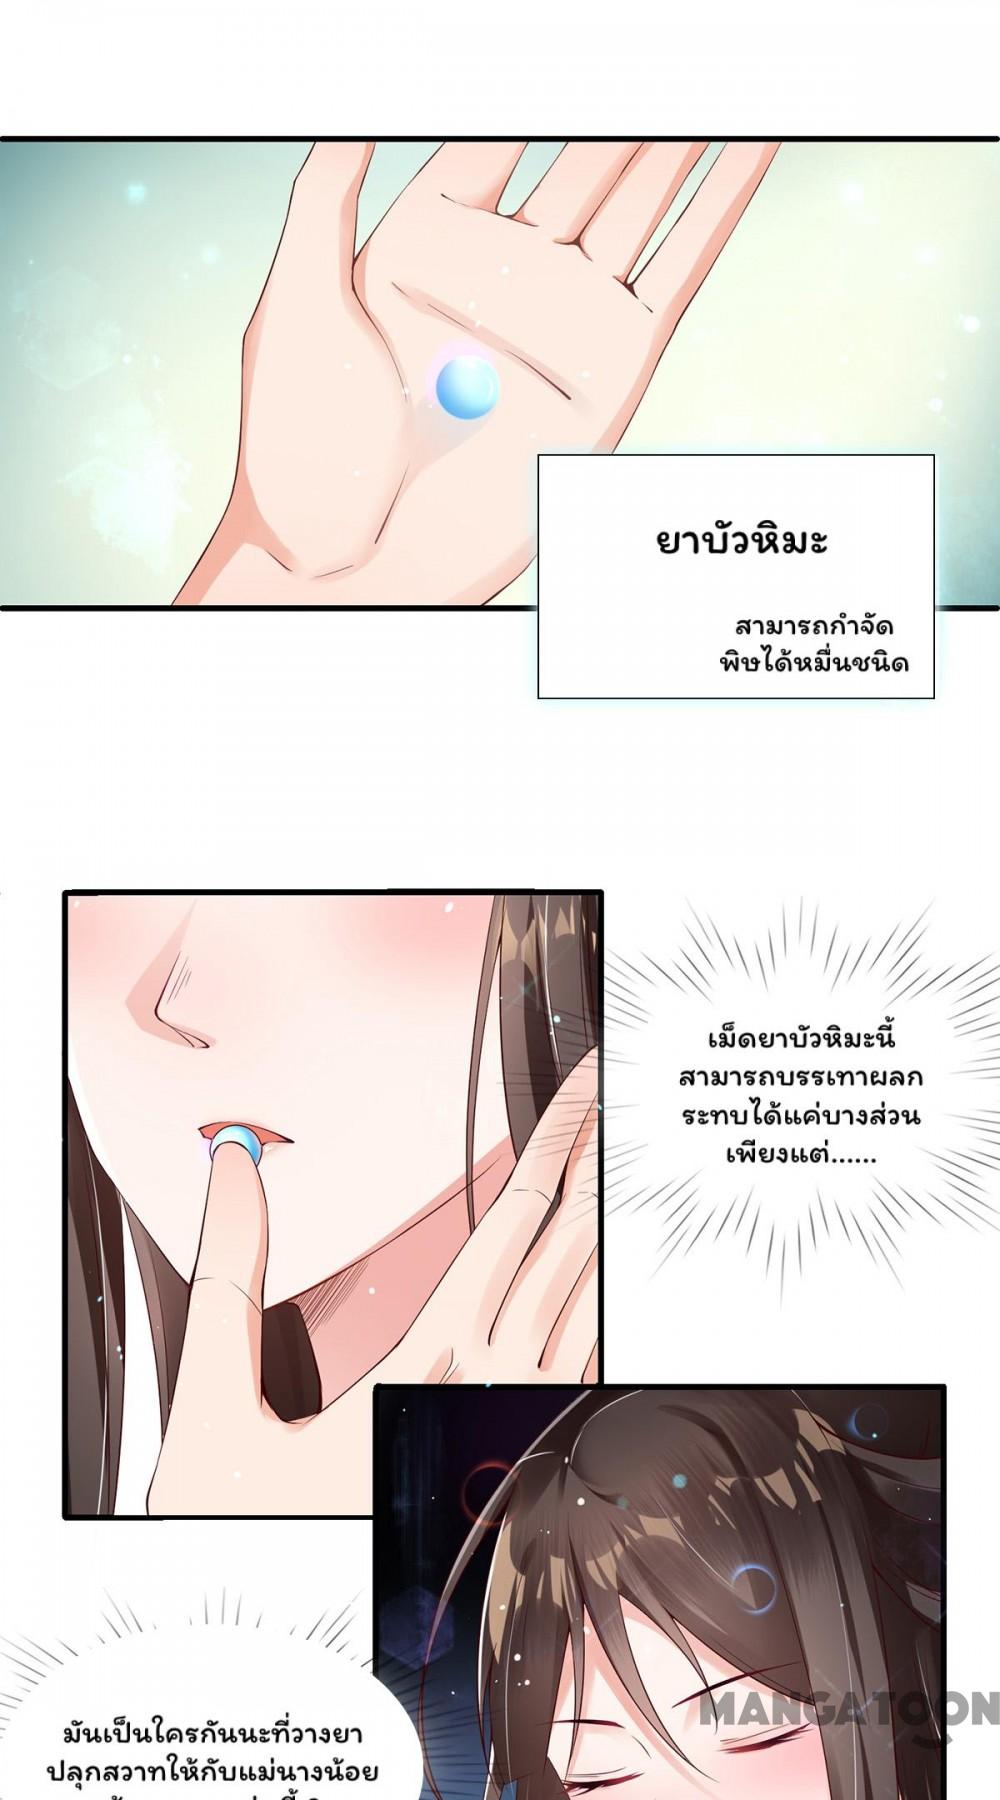 ยาบัวหิมะ
สามารถกำจัด
พิษได้หมื่นชนิด
เม็ดยาบัวหิมะนี้
สามารถบรรเทาผลก
ระทบได้แค่บางส่วน
เพียงแต่......
MANGATOON
มันเป็นใครกันนะที่วางยา
ปลุกสวาทให้กับแม่นางน้อย